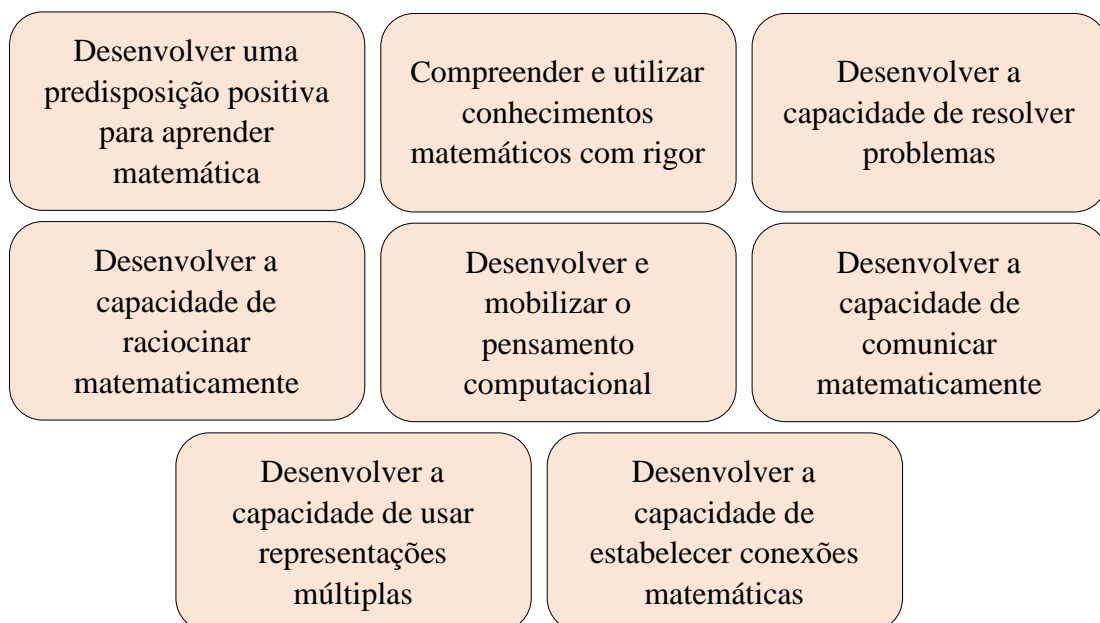 Desenvolver uma
predisposição positiva
para aprender
matemática
Compreender e utilizar
conhecimentos
matemáticos com rigor
Desenvolver a
capacidade de resolver
problemas
Desenvolver a
capacidade de
raciocinar
matematicamente
Desenvolver e
mobilizar o
pensamento
computacional
Desenvolver a
capacidade de
comunicar
matematicamente
Desenvolver a
capacidade de usar
representações
múltiplas
Desenvolver a
capacidade de
estabelecer conexões
matemáticas